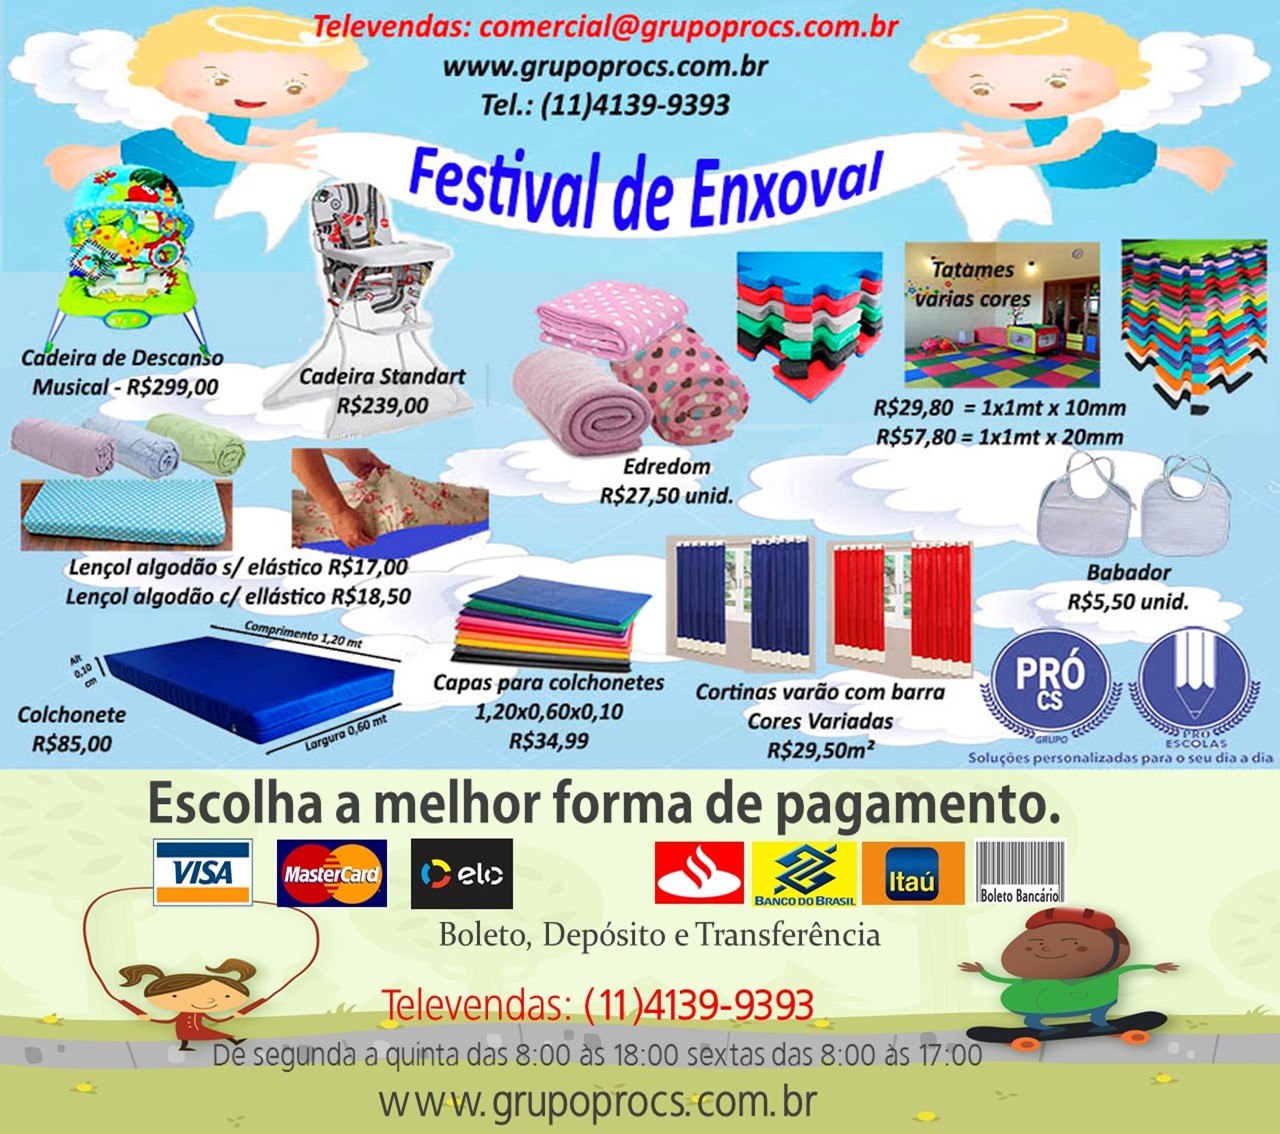 Televendas: comercial@grupoprocs.com.br
www.grupoprocs.com.br
Tel.: (11)4139-9393
Festival de Enxoval
Cadeira de Descanso
Musical - R$299,00
Cadeira Standart
R$239,00
Edredom
R$27,50 unid.
Tatames
varias cores
R$29,80 = 1x1mt x 10mm
R$57,80 = 1x1mt x 20mm
Lençol algodão s/ elástico R$17,00
Lençol algodão c/ ellástico R$18,50
Babador
R$5,50 unid.
Comprimento 1,20 mt
Alt
0,10
cm
Largura 0,60 mt
Colchonete
R$85,00
Capas para colchonetes
1,20x0,60x0,10
R$34,99
Cortinas varão com barra
Cores Variadas
R$29,50m²
PRÓ
CS
GRUPO
PRÓ
ESCOLAS
Soluções personalizadas para o seu dia a dia
Escolha a melhor forma de pagamento.
VISA
MasterCard
elo
BANCO DO BRASIL
Itaú
Boleto Bancário
Boleto, Depósito e Transferência
Televendas: (11)4139-9393
De segunda a quinta das 8:00 às 18:00 sextas das 8:00 às 17:00
www.grupoprocs.com.br